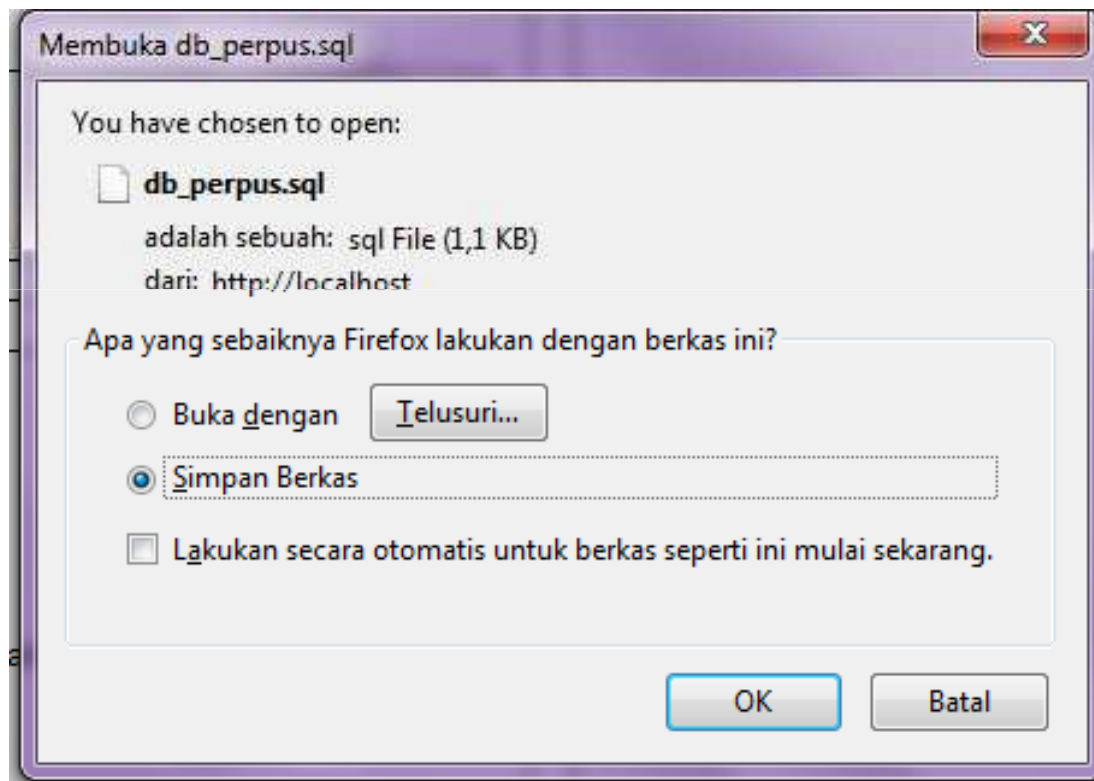 Membuka db_perpus.sql
You have chosen to open:
db_perpus.sql
adalah sebuah: sql File (1,1 KB)
dari: http://localhost
Apa yang sebaiknya Firefox lakukan dengan berkas ini?
Buka dengan Telusuri...
Simpan Berkas
Lakukan secara otomatis untuk berkas seperti ini mulai sekarang.
OK Batal